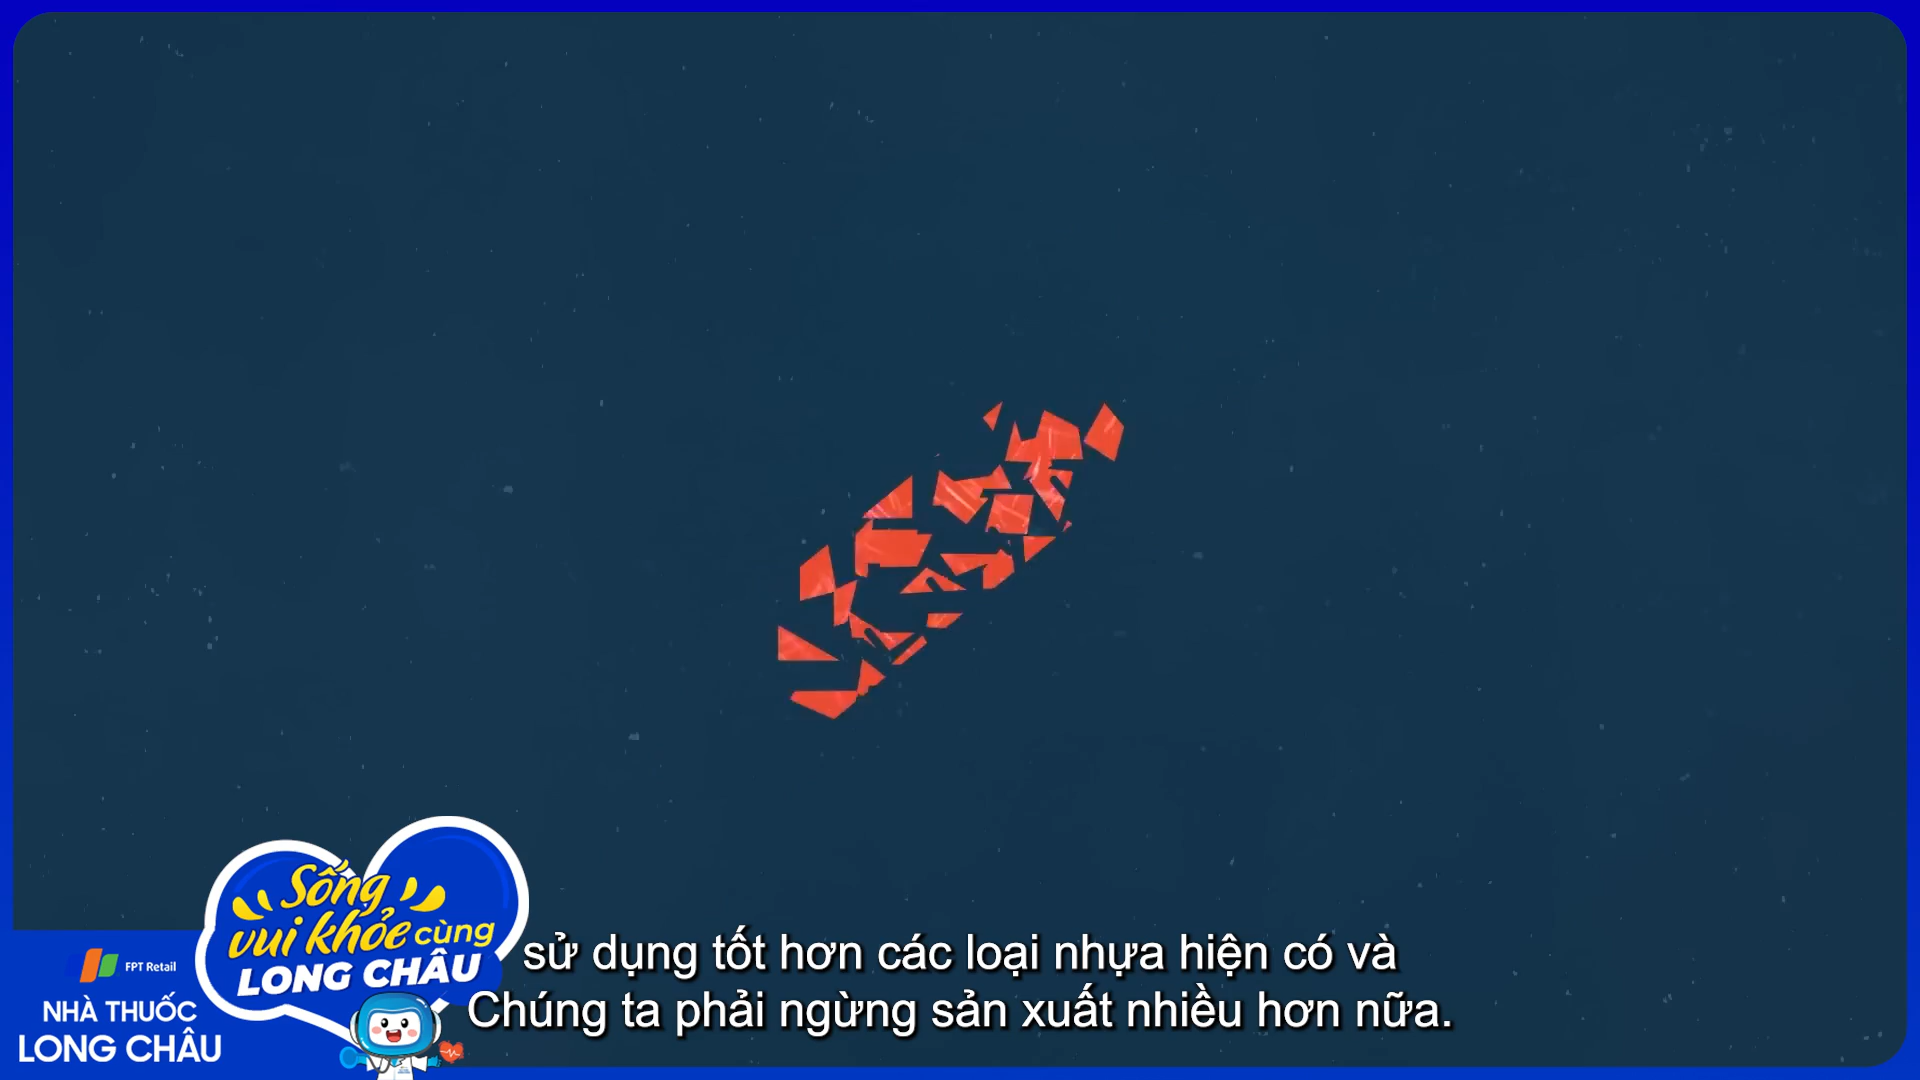 Sống
vui khỏe cùng
LONG CHÂU
FPT Retail
NHÀ THUỐC
LONG CHÂU
sử dụng tốt hơn các loại nhựa hiện có và
Chúng ta phải ngừng sản xuất nhiều hơn nữa.